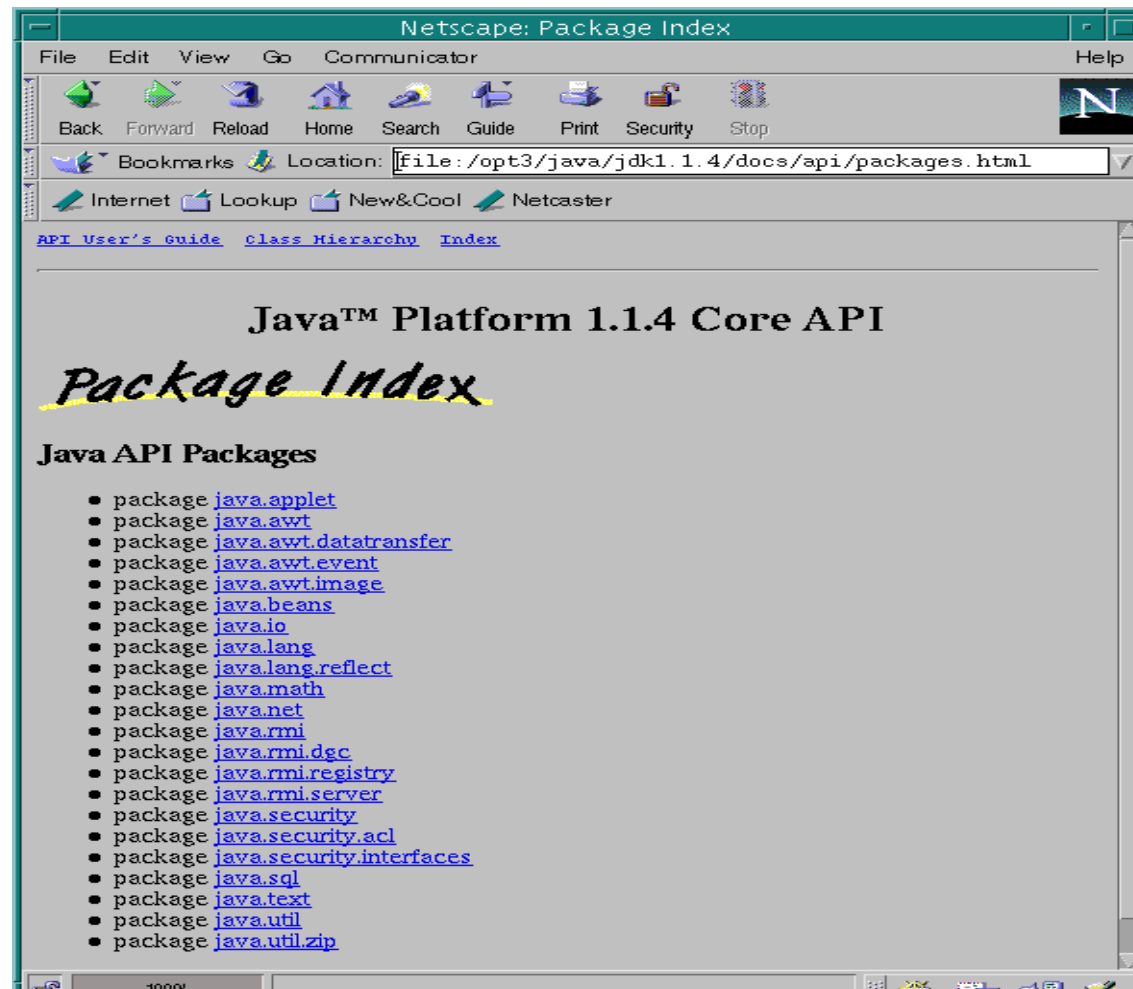 Netscape: Package Index
File Edit View Go Communicator Help
Back Forward Reload Home Search Guide Print Security Stop
N
Bookmarks Location: file:/opt3/java/jdk1.1.4/docs/api/packages.html
Internet Lookup New&Cool Netcaster
API User's Guide Class Hierarchy Index
Java™ Platform 1.1.4 Core API
Package Index
Java API Packages
package java.applet
package java.awt
package java.awt.datatransfer
package java.awt.event
package java.awt.image
package java.beans
package java.io
package java.lang
package java.lang.reflect
package java.math
package java.net
package java.rmi
package java.rmi.dgc
package java.rmi.registry
package java.rmi.server
package java.security
package java.security.acl
package java.security.interfaces
package java.sql
package java.text
package java.util
package java.util.zip
100%